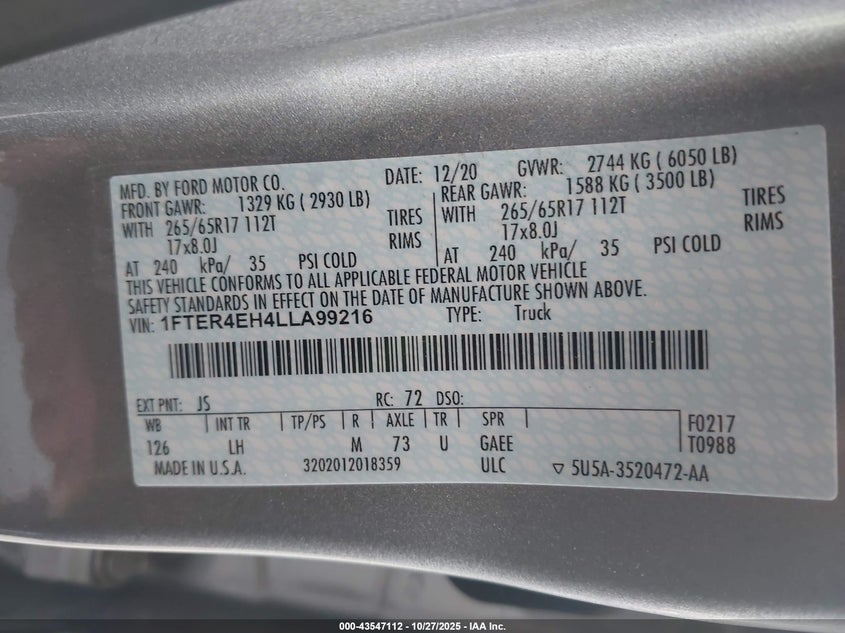 MFD. BY FORD MOTOR CO. DATE: 12/20 GVWR: 2744 KG ( 6050 LB)
FRONT GAWR: 1329 KG ( 2930 LB) REAR GAWR: 1588 KG ( 3500 LB)
WITH 265/65R17 112T TIRES WITH 265/65R17 112T TIRES
17x8.0J RIMS 17x8.0J RIMS
AT 240 kPa/ 35 PSI COLD AT 240 kPa/ 35 PSI COLD
THIS VEHICLE CONFORMS TO ALL APPLICABLE FEDERAL MOTOR VEHICLE
SAFETY STANDARDS IN EFFECT ON THE DATE OF MANUFACTURE SHOWN ABOVE.
VIN: 1FTER4EH4LLA99216 TYPE: Truck
EXT PNT: JS RC: 72 DSO:
WB INT TR TP/PS R AXLE TR SPR F0217
126 LH M 73 U GAEE T0988
MADE IN U.S.A. 3202012018359 ULC ▽ 5U5A-3520472-AA
000-43547112 - 10/27/2025 - IAA Inc.